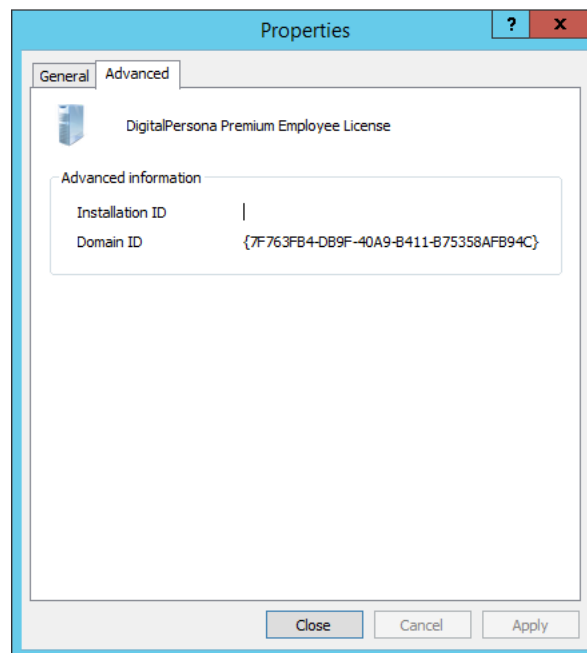 Properties
?
x
General
Advanced
DigitalPersona Premium Employee License
Advanced information
Installation ID
Domain ID {7F763FB4-DB9F-40A9-B411-B75358AFB94C}
Close
Cancel
Apply